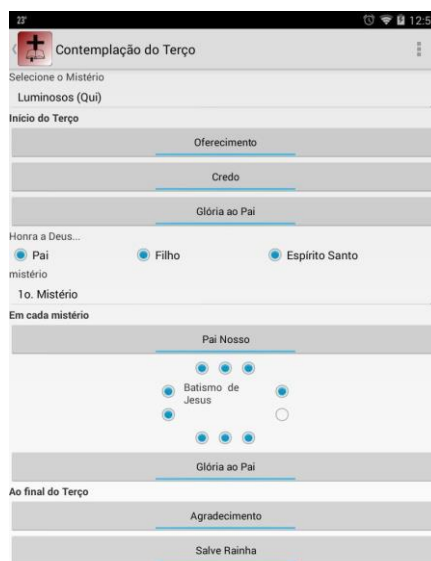 23°
12:5
Contemplação do Terço
Selecione o Mistério
Luminosos (Qui)
Início do Terço
Oferecimento
Credo
Glória ao Pai
Honra a Deus...
Pai Filho Espírito Santo
mistério
1o. Mistério
Em cada mistério
Pai Nosso
Batismo de
Jesus
Glória ao Pai
Ao final do Terço
Agradecimento
Salve Rainha